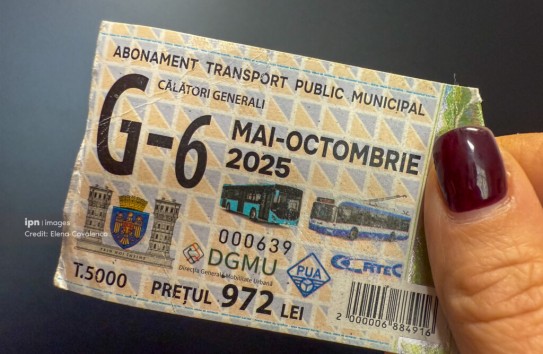 ABONAMENT TRANSPORT PUBLIC MUNICIPAL
CĂLĂTORI GENERALI
G-6
MAI-OCTOMBRIE
2025
ipn images
Credit: Elena Covalenco
000639
DGMU
Direcția Generală Mobilitate Urbană
PUA
T.5000
PREȚUL 972 LEI
2 000006 884916